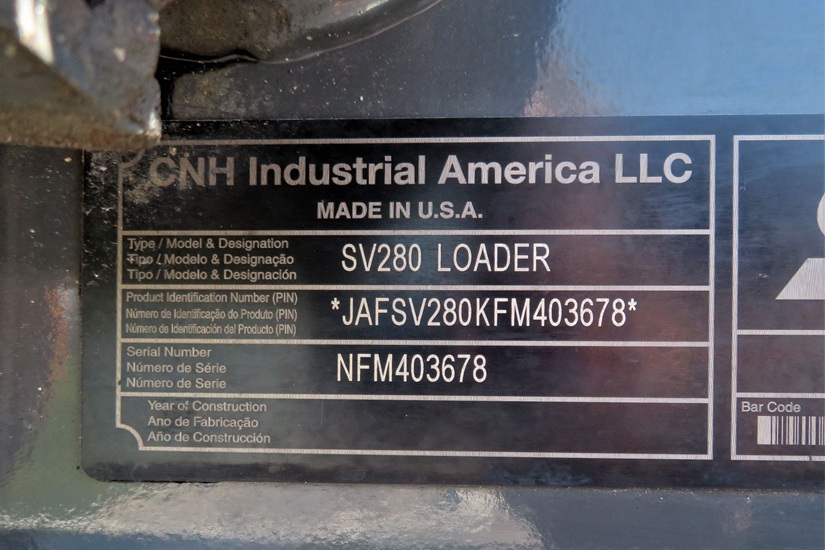 CNH Industrial America LLC
MADE IN U.S.A.
Type / Model & Designation
Tipo / Modelo & Designação
Tipo / Modelo & Designación
SV280 LOADER
Product Identification Number (PIN)
Número de Identificação do Produto (PIN)
Número de Identificación del Producto (PIN)
*JAFSV280KFM403678*
Serial Number
Número de Série
Número de Serie
NFM403678
Year of Construction
Ano de Fabricação
Año de Construcción
Bar Code